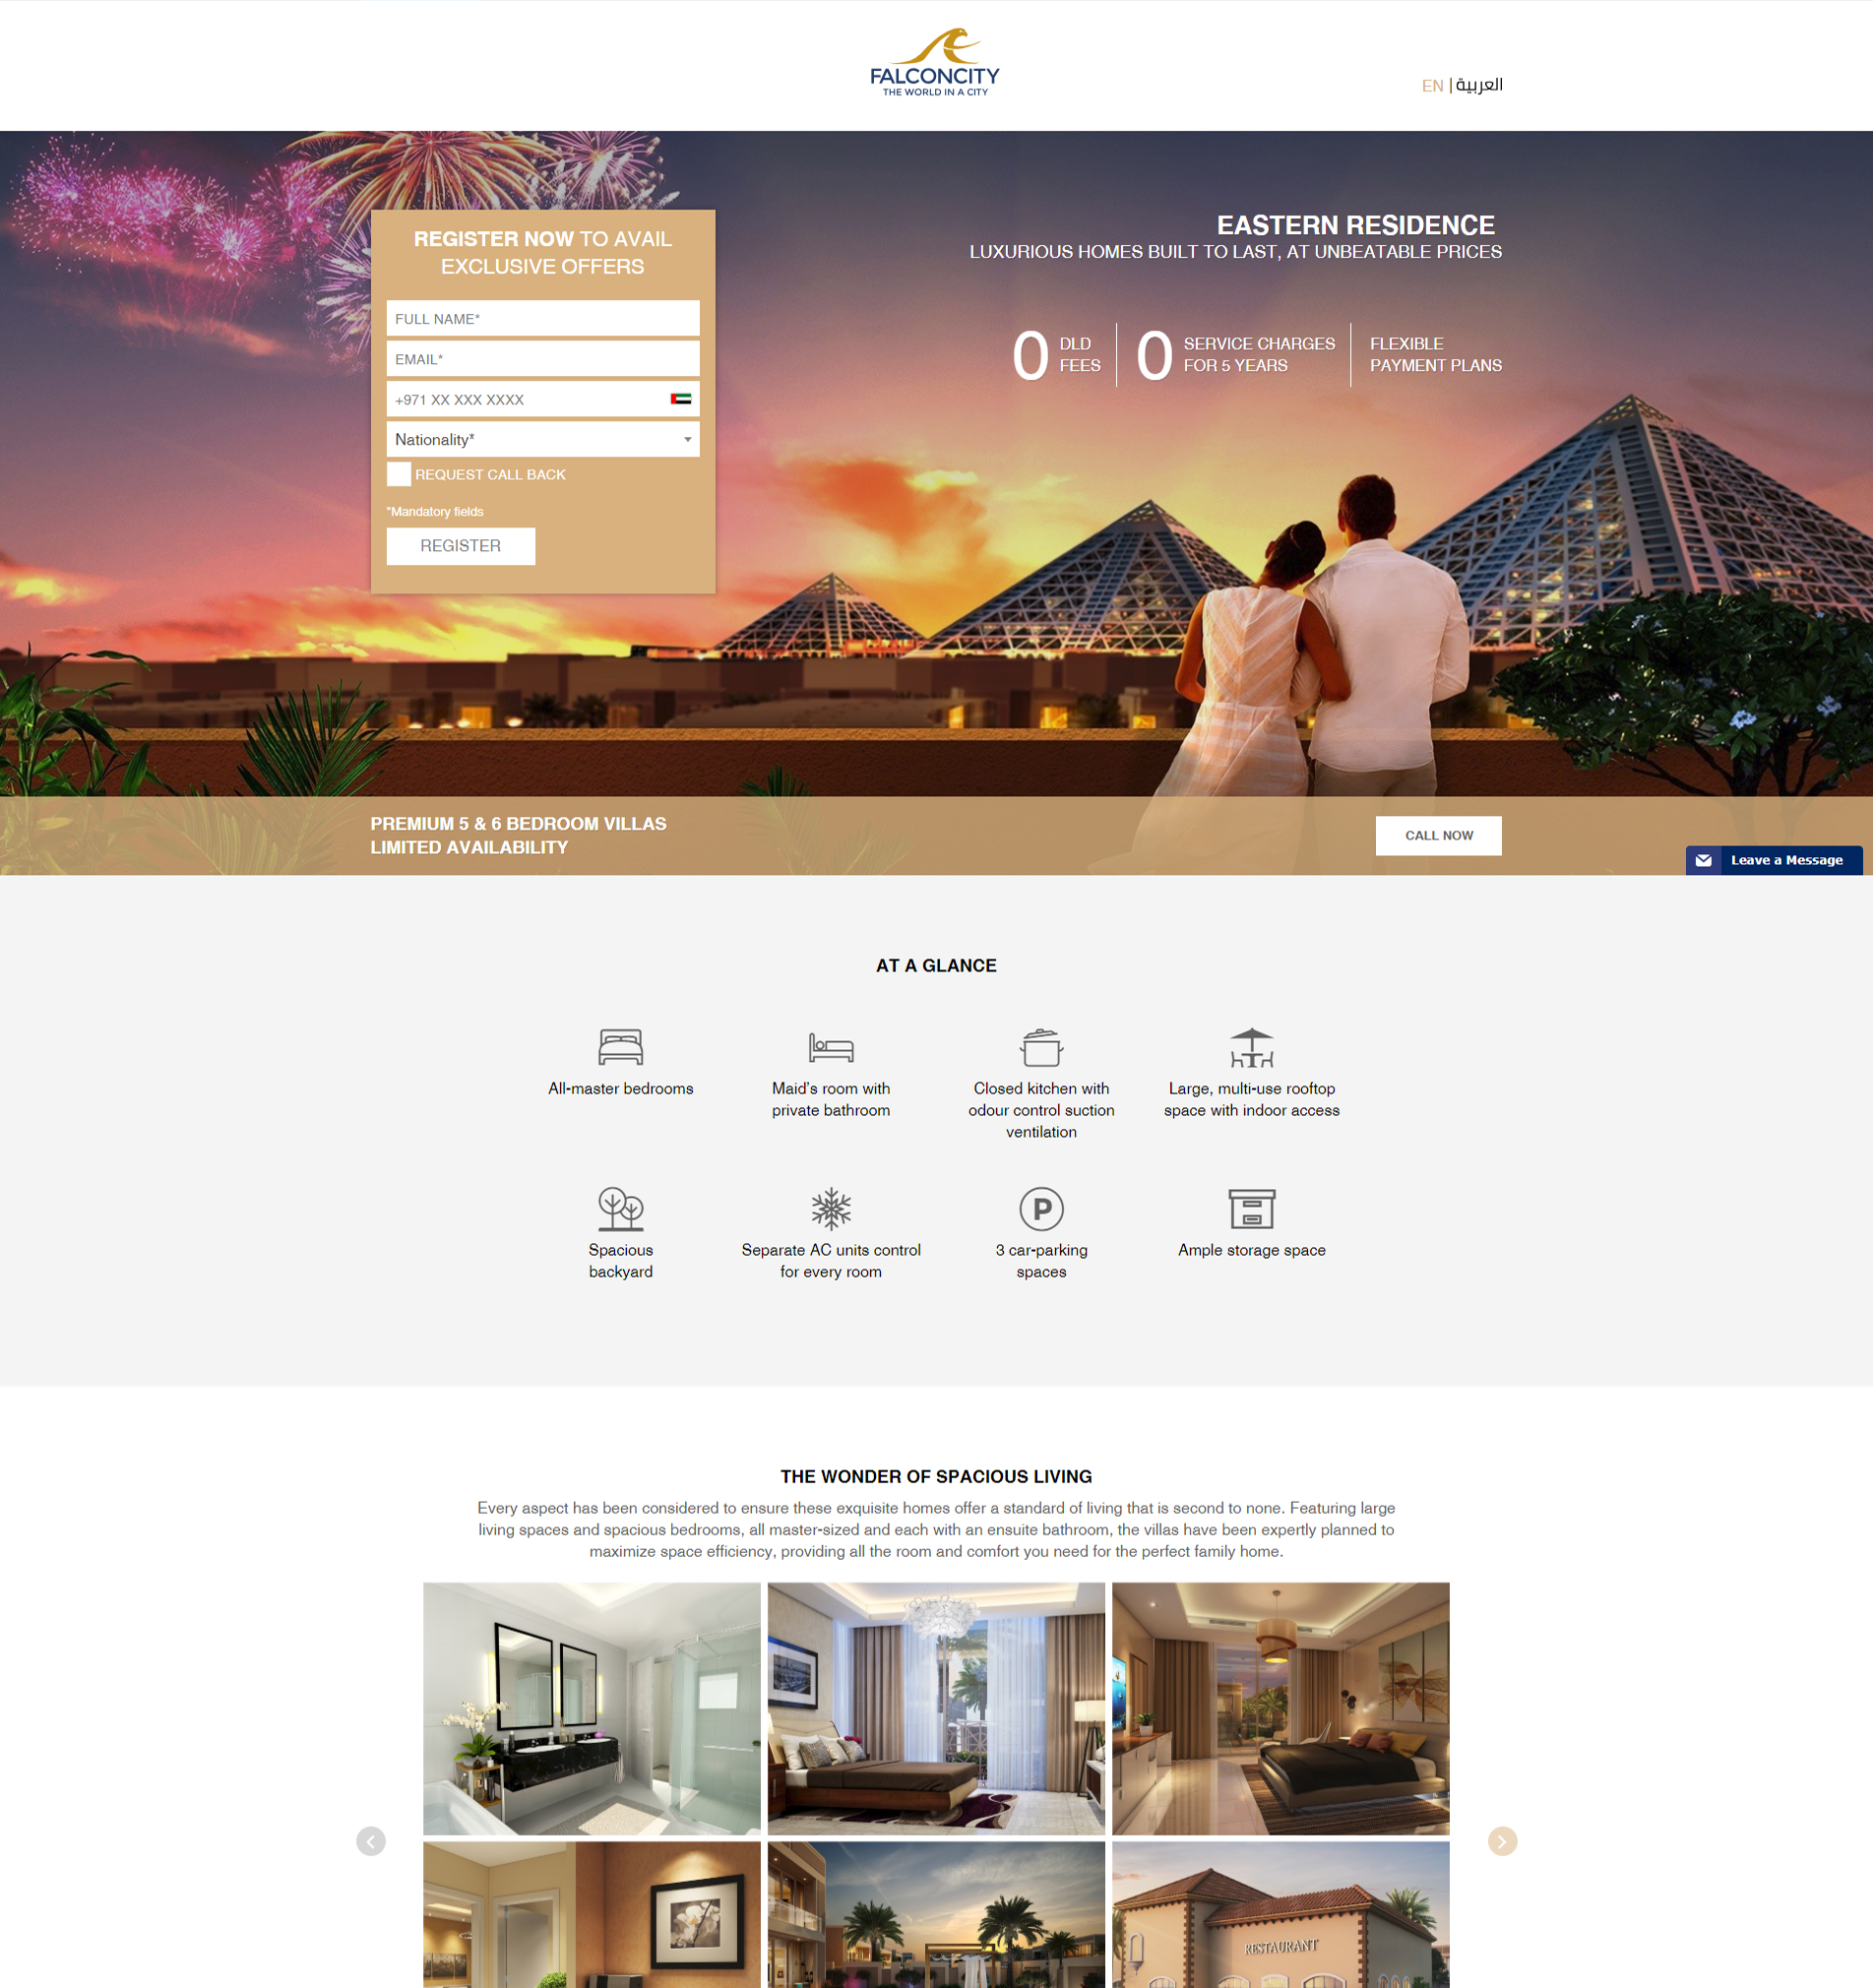 FALCONCITY
THE WORLD IN A CITY
EN | العربية
REGISTER NOW TO AVAIL
EXCLUSIVE OFFERS
FULL NAME*
EMAIL*
+971 XX XXX XXXX
Nationality*
REQUEST CALL BACK
*Mandatory fields
REGISTER
EASTERN RESIDENCE
LUXURIOUS HOMES BUILT TO LAST, AT UNBEATABLE PRICES
0 DLD
FEES
0 SERVICE CHARGES
FOR 5 YEARS
FLEXIBLE
PAYMENT PLANS
PREMIUM 5 & 6 BEDROOM VILLAS
LIMITED AVAILABILITY
CALL NOW
Leave a Message
AT A GLANCE
All-master bedrooms
Maid's room with
private bathroom
Closed kitchen with
odour control suction
ventilation
Large, multi-use rooftop
space with indoor access
Spacious
backyard
Separate AC units control
for every room
P
3 car-parking
spaces
Ample storage space
THE WONDER OF SPACIOUS LIVING
Every aspect has been considered to ensure these exquisite homes offer a standard of living that is second to none. Featuring large
living spaces and spacious bedrooms, all master-sized and each with an ensuite bathroom, the villas have been expertly planned to
maximize space efficiency, providing all the room and comfort you need for the perfect family home.
RESTAURANT